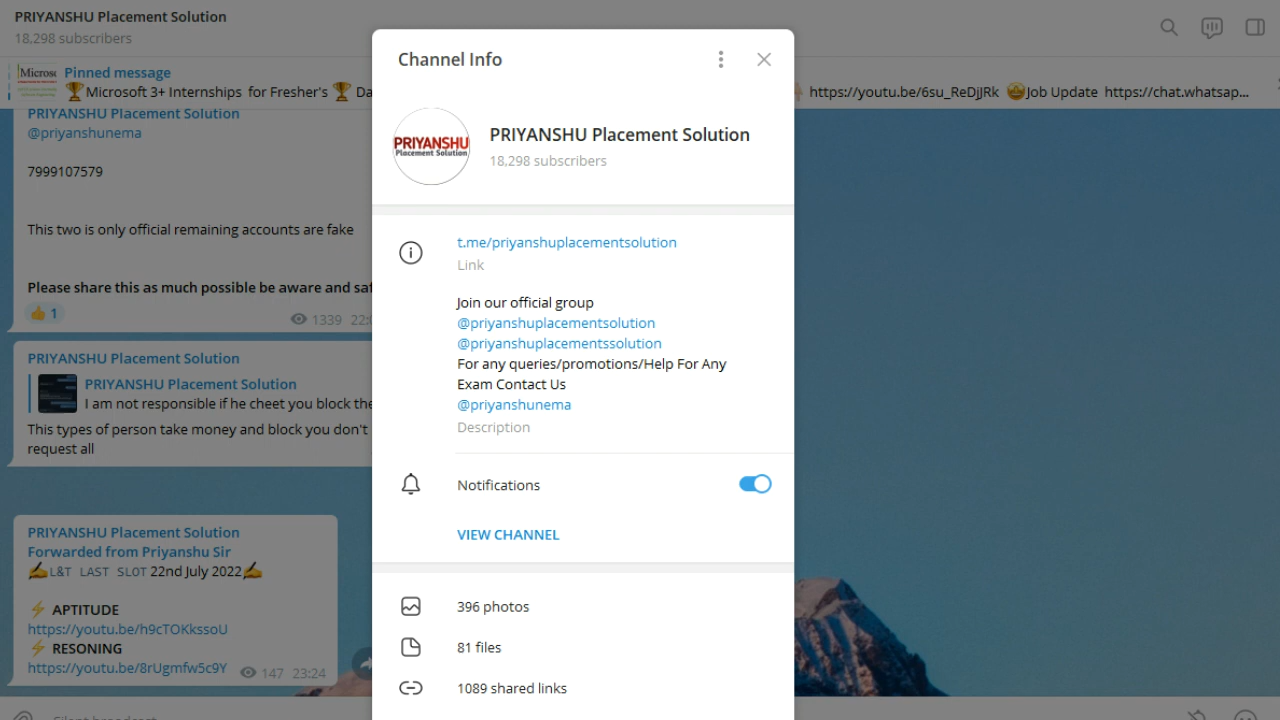 PRIYANSHU Placement Solution
18,298 subscribers
Pinned message
🏆Microsoft 3+ Internships for Fresher's 🏆 Da
https://youtu.be/6su_ReDjJRk 🤩Job Update https://chat.whatsap...
PRIYANSHU Placement Solution
@priyanshunema
7999107579
This two is only official remaining accounts are fake
Please share this as much possible be aware and saf
👍 1
1339 22:0
PRIYANSHU Placement Solution
PRIYANSHU Placement Solution
I am not responsible if he cheet you block the
This types of person take money and block you don't
request all
PRIYANSHU Placement Solution
Forwarded from Priyanshu Sir
✍️L&T LAST SLOT 22nd July 2022✍️
⚡ APTITUDE
https://youtu.be/h9cTOKkssoU
⚡ RESONING
https://youtu.be/8rUgmfw5c9Y
147 23:24
Channel Info
PRIYANSHU
Placement Solution
PRIYANSHU Placement Solution
18,298 subscribers
t.me/priyanshuplacementsolution
Link
Join our official group
@priyanshuplacementsolution
@priyanshuplacementssolution
For any queries/promotions/Help For Any
Exam Contact Us
@priyanshunema
Description
Notifications
VIEW CHANNEL
396 photos
81 files
1089 shared links